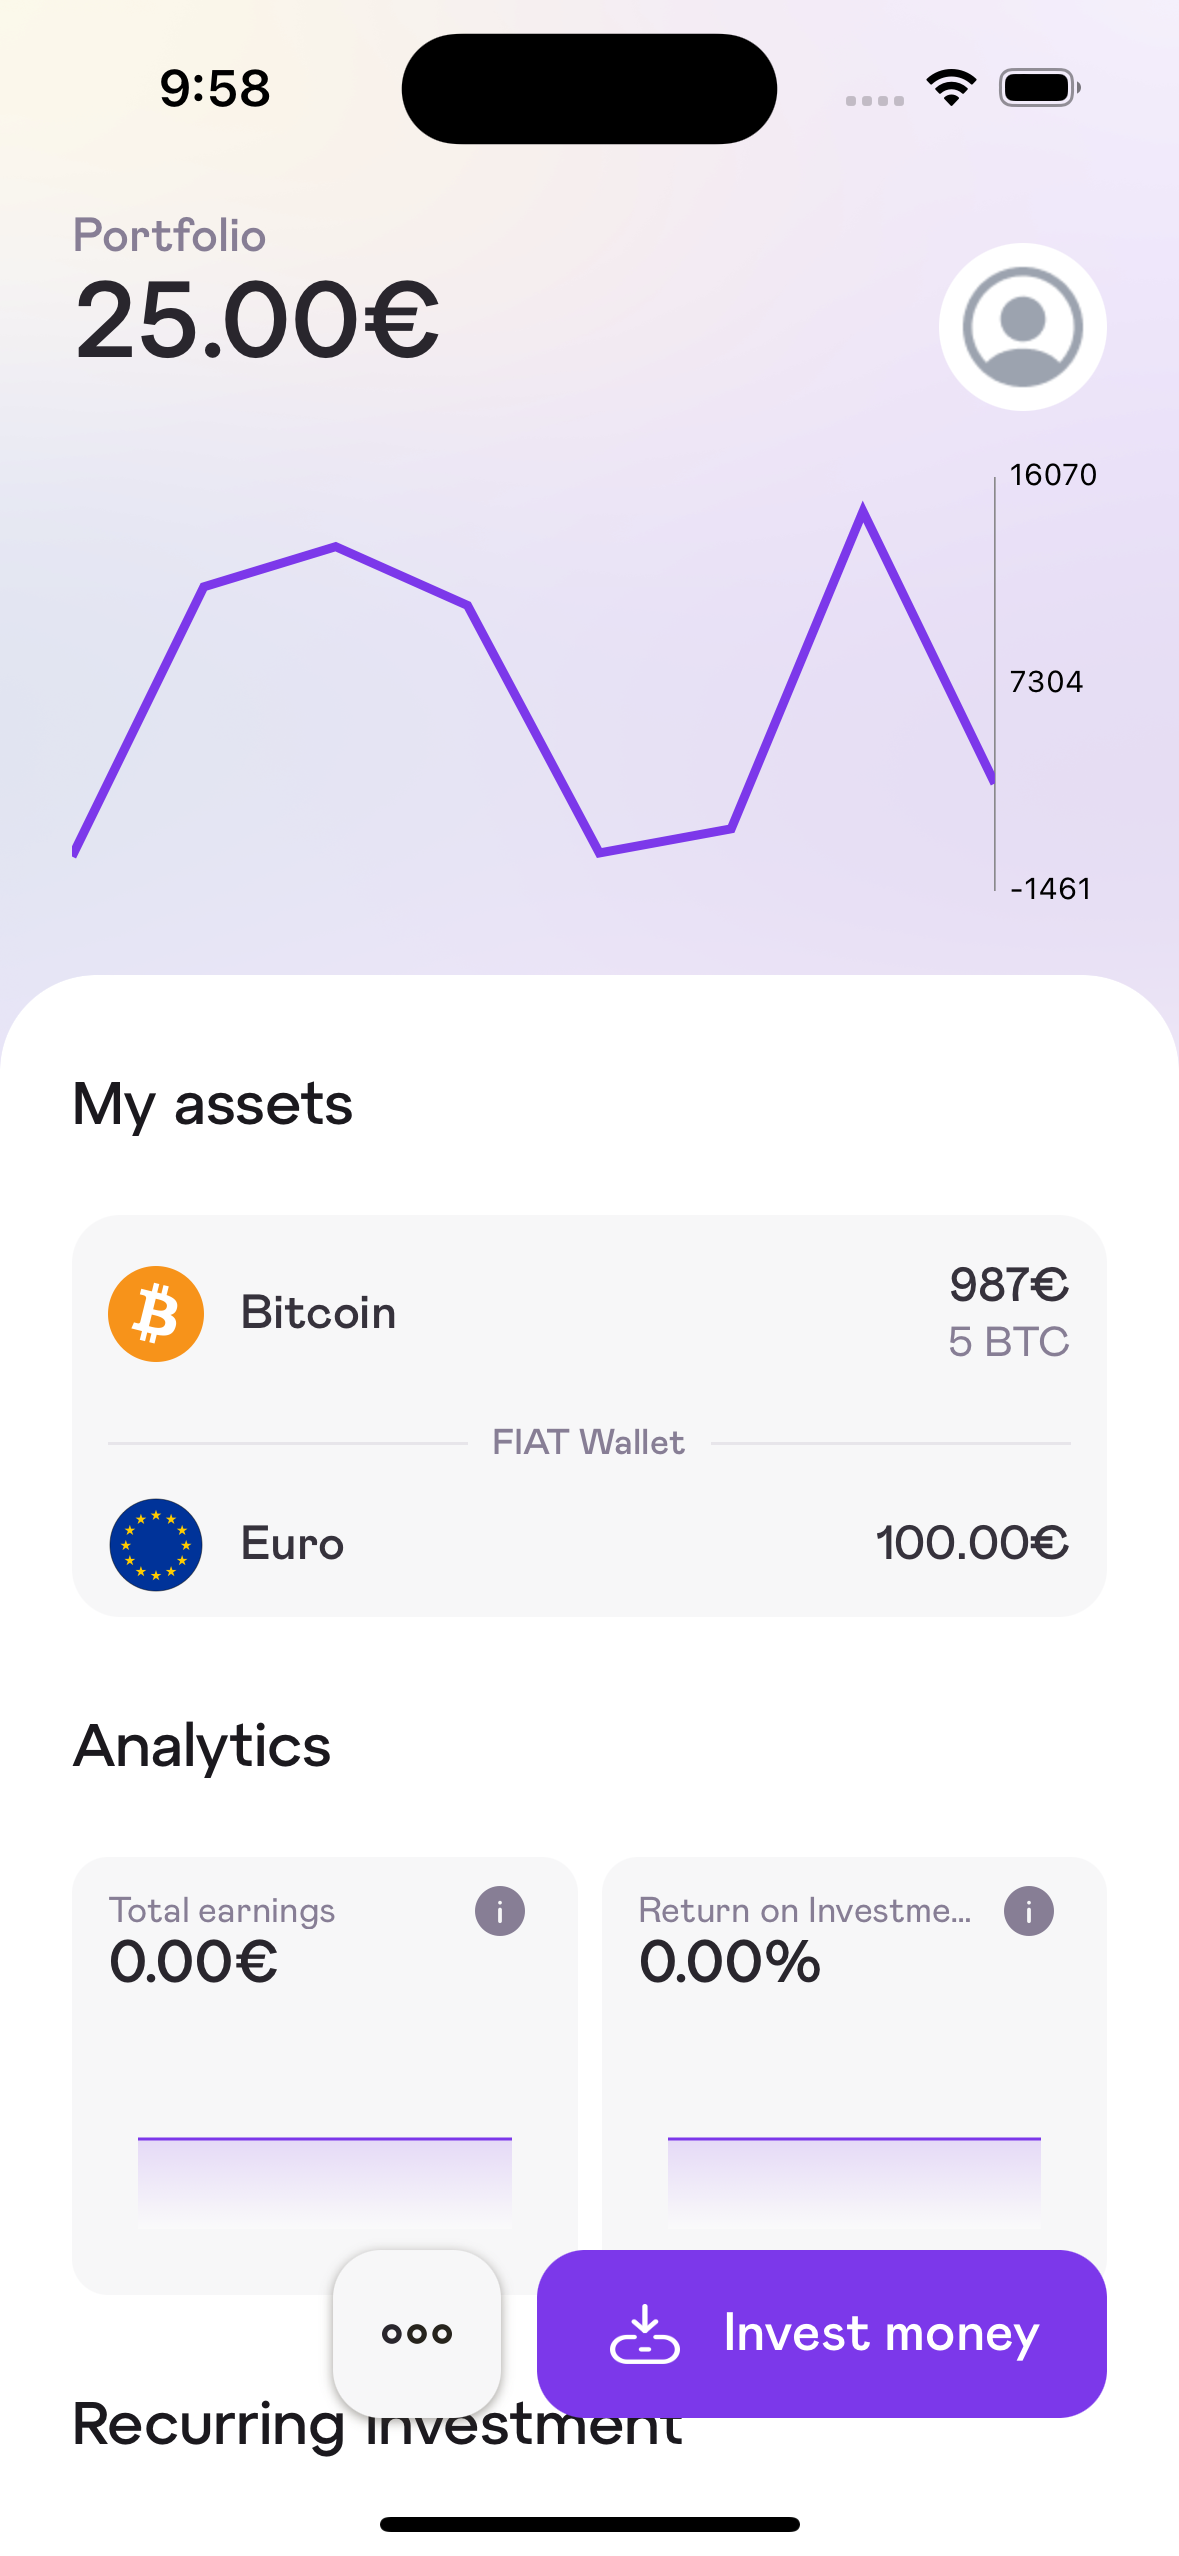 9:58
Portfolio
25.00€
16070
7304
-1461
My assets
Bitcoin
987€
5 BTC
FIAT Wallet
Euro
100.00€
Analytics
Total earnings
0.00€
Return on Investme...
0.00%
Invest money
Recurring Investment